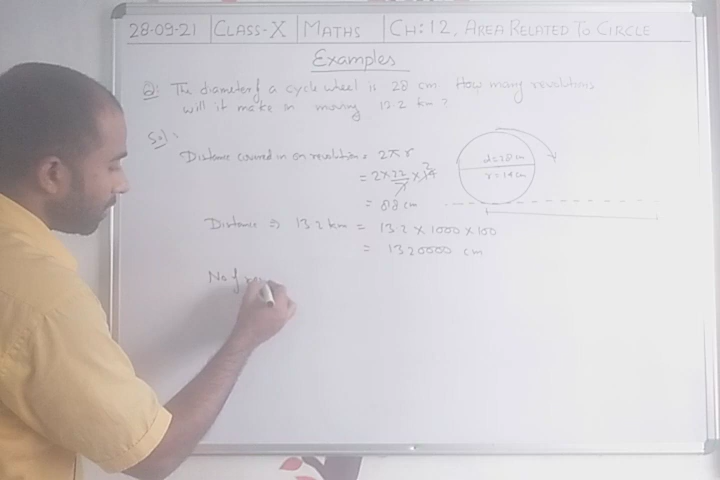 28-09-21 | CLASS-X | MATHS | CH:12, AREA RELATED TO CIRCLE
Examples
Q: The diameter of a cycle wheel is 28 cm. How many revolutions
will it make in moving 13.2 km?
Sol:
Distance covered in on revolution = 2πr
= 2 × 22/7 × 14 2
= 88 cm
d = 28 cm
r = 14 cm
Distance ⇒ 13.2 km = 13.2 × 1000 × 100
= 1320000 cm
No of